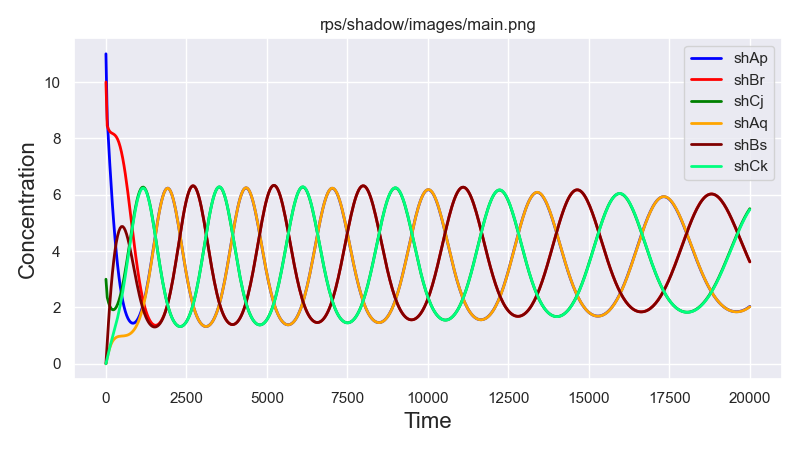 rps/shadow/images/main.png
Concentration
10
8
6
4
2
0
shAp
shBr
shCj
shAq
shBs
shCk
0 2500 5000 7500 10000 12500 15000 17500 20000
Time